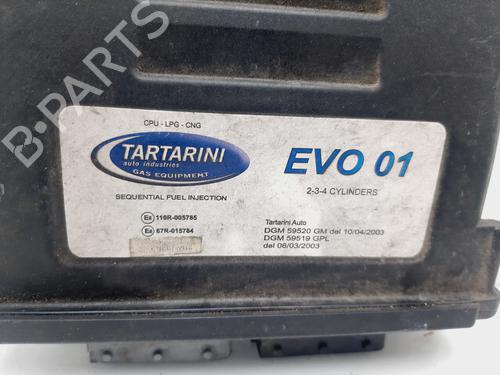 CPU - LPG - CNG
TARTARINI
auto industries
GAS EQUIPMENT
EVO 01
SEQUENTIAL FUEL INJECTION
2-3-4 CYLINDERS
E8 110R-005785
E8 67R-015784
Tartarini Auto
DGM 59520 GM del 10/04/2003
DGM 59519 GPL
del 06/03/2003
B-PARTS